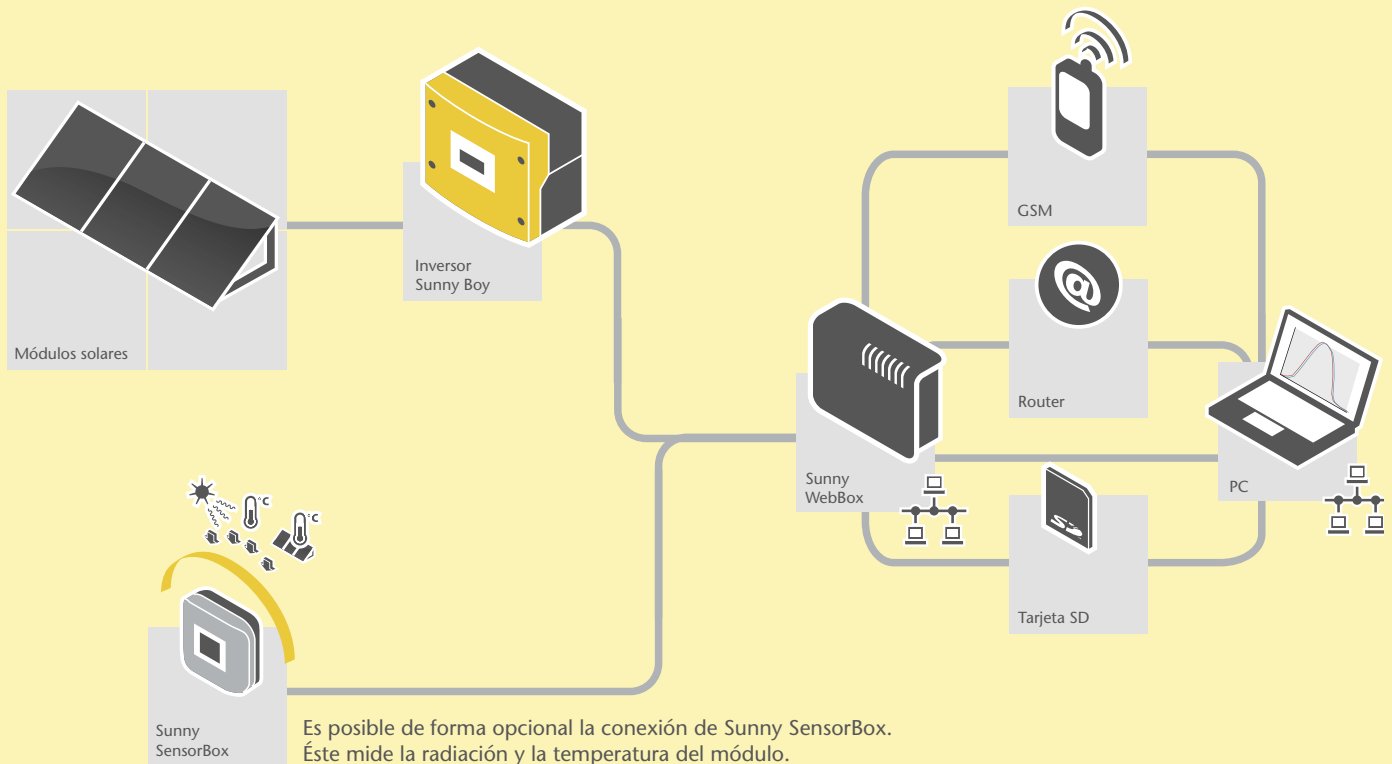 GSM
Inversor
Sunny Boy
Módulos solares
@
Router
Sunny
WebBox
PC
°C
°C
SD
Tarjeta SD
Sunny
SensorBox
Es posible de forma opcional la conexión de Sunny SensorBox.
Éste mide la radiación y la temperatura del módulo.